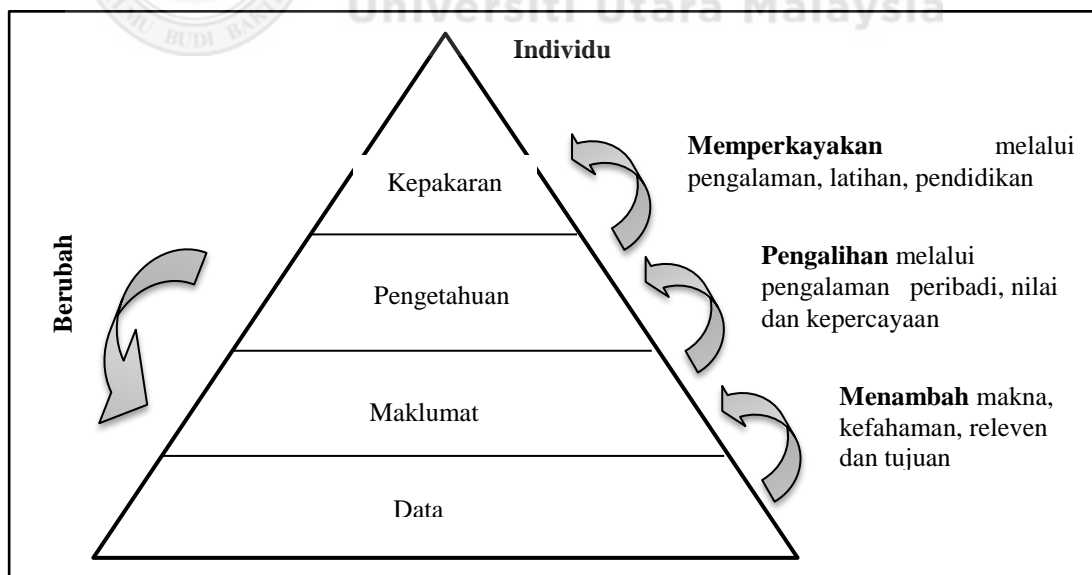 Universiti Utara Malaysia
BUDI
Individu
Memperkayakan melalui
pengalaman, latihan, pendidikan
Kepakaran
Pengalihan melalui
pengalaman peribadi, nilai
dan kepercayaan
Berubah
Pengetahuan
Menambah makna,
kefahaman, releven
dan tujuan
Maklumat
Data